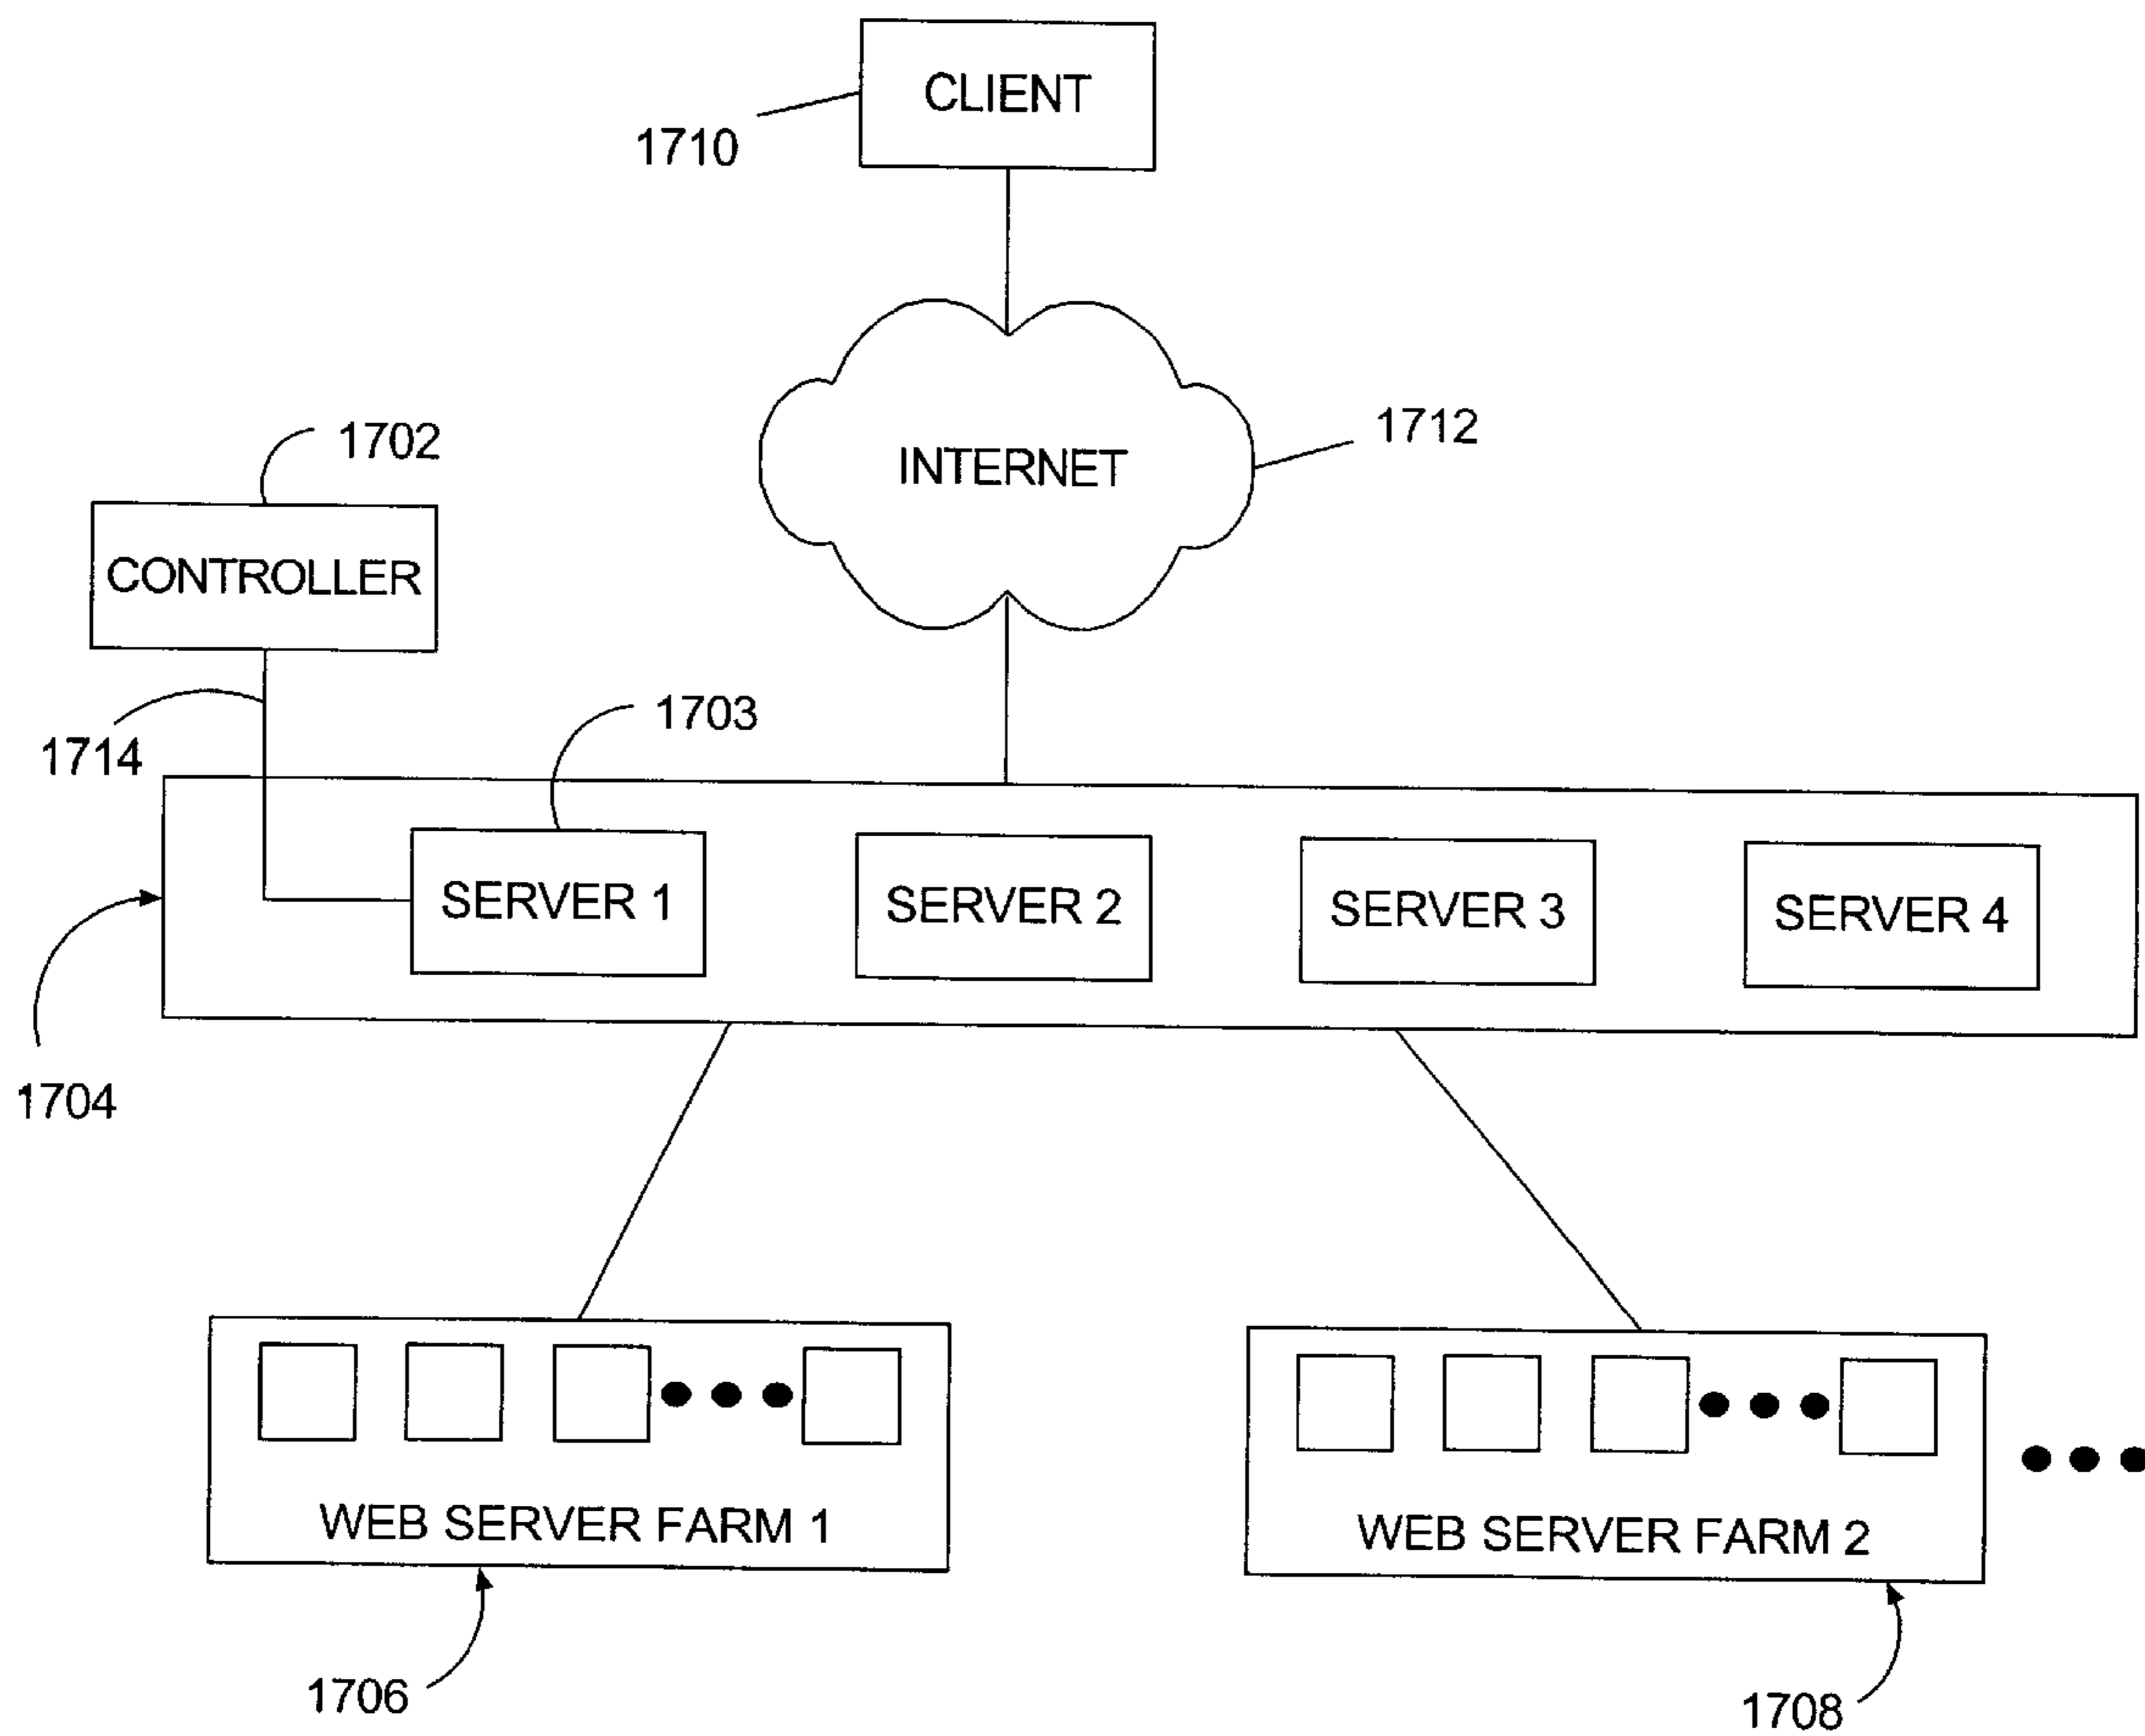 CLIENT
1710
INTERNET
1712
1702
CONTROLLER
1703
1714
SERVER 1
SERVER 2
SERVER 3
SERVER 4
1704
WEB SERVER FARM 1
WEB SERVER FARM 2
1706
1708